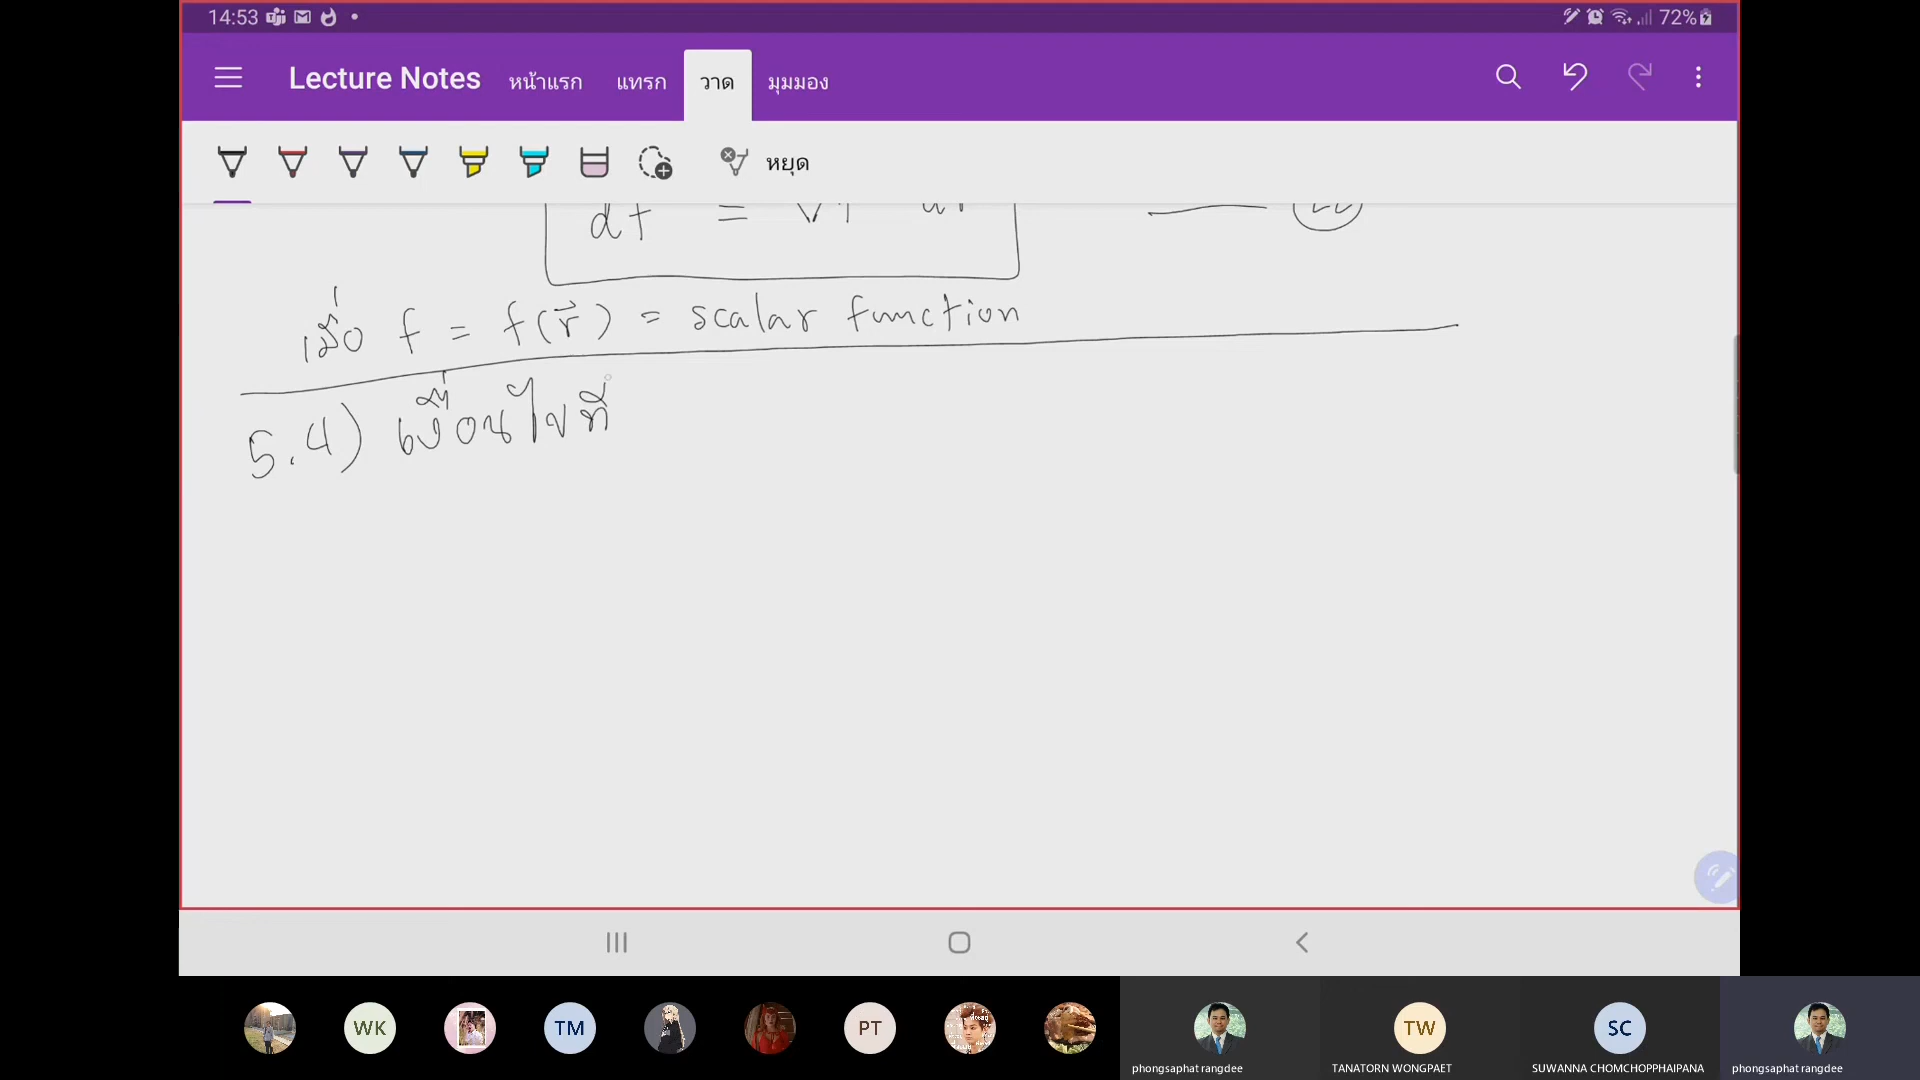 14:53 72%
Lecture Notes หน้าแรก แทรก วาด มุมมอง
หยุด
df = ∇f
เมื่อ f = f(r⃗) = scalar function
5.4) เงื่อนไขที่
WK TM PT TW SC
phongsaphat rangdee TANATORN WONGPAET SUWANNA CHOMCHOPPHAIPANA phongsaphat rangdee